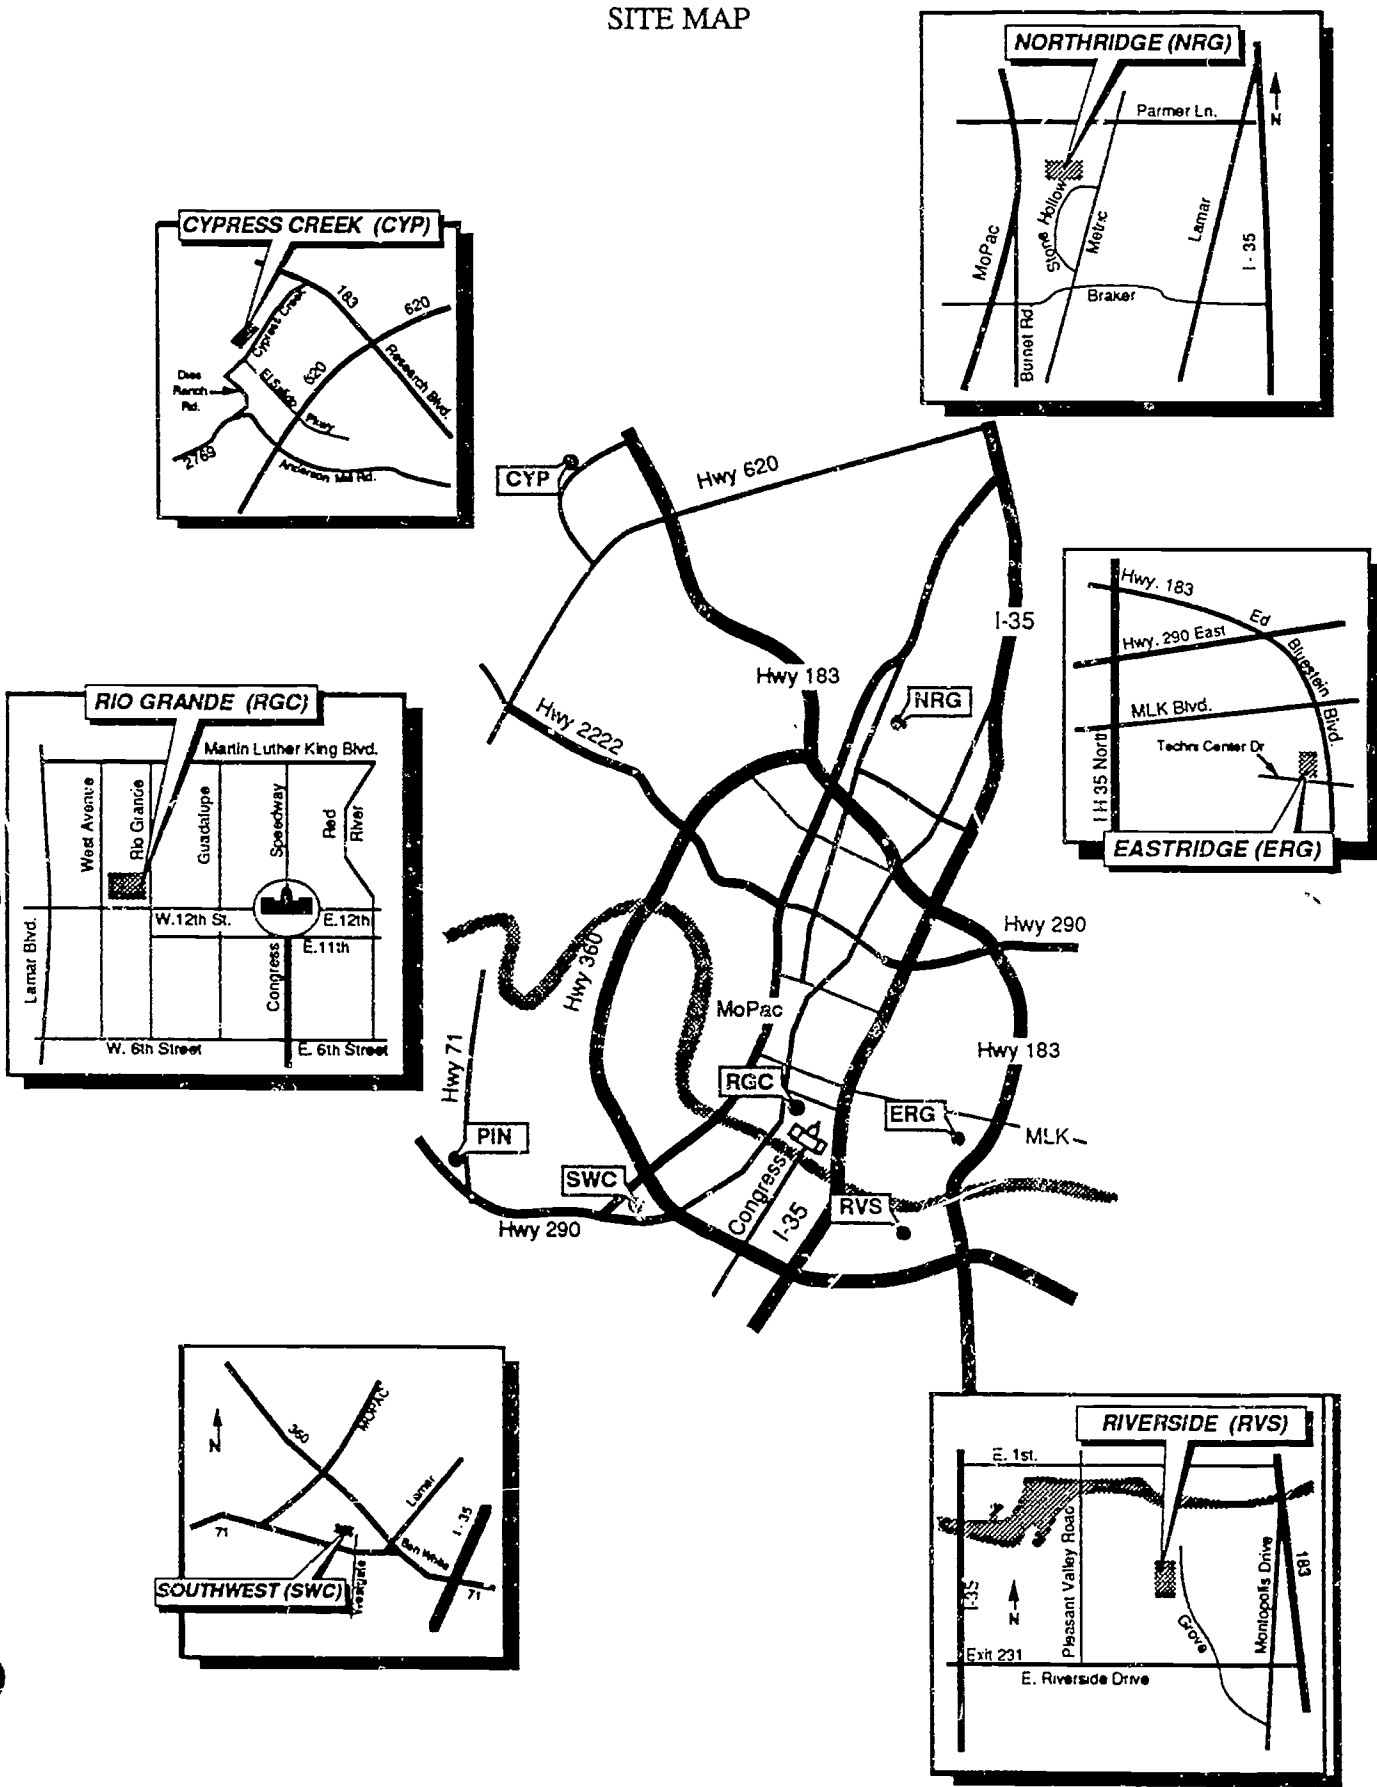 SITE MAP
NORTHRIDGE (NRG)
Parmer Ln.
N
MoPac
Stone Hollow
Metric
Lamar
I - 35
Braker
Burnet Rd.
CYPRESS CREEK (CYP)
183
620
Cypress Creek
Research Blvd.
620
El Salido
Pkwy
Dies
Ranch
Rd.
2769
Anderson Mill Rd.
CYP
Hwy 620
I-35
Hwy 183
NRG
Hwy 2222
Hwy. 183
Ed
Bluestein
Blvd.
Hwy. 290 East
MLK Blvd.
Techni Center Dr
I H 35 North
EASTRIDGE (ERG)
RIO GRANDE (RGC)
Martin Luther King Blvd.
West Avenue
Rio Grande
Guadalupe
Speedway
Red
River
W.12th St.
E.12th
E.11th
Lamar Blvd.
Congress
W. 6th Street
E. 6th Street
Hwy 290
Hwy 360
MoPac
Hwy 71
Hwy 183
RGC
ERG
MLK
PIN
SWC
Congress
I-35
RVS
Hwy 290
N
360
MOPAC
Lamar
I - 35
71
Ben White
71
Westgate
SOUTHWEST (SWC)
RIVERSIDE (RVS)
E. 1st.
Pleasant Valley Road
I-35
N
Grove
Montopolis Drive
183
Exit 231
E. Riverside Drive